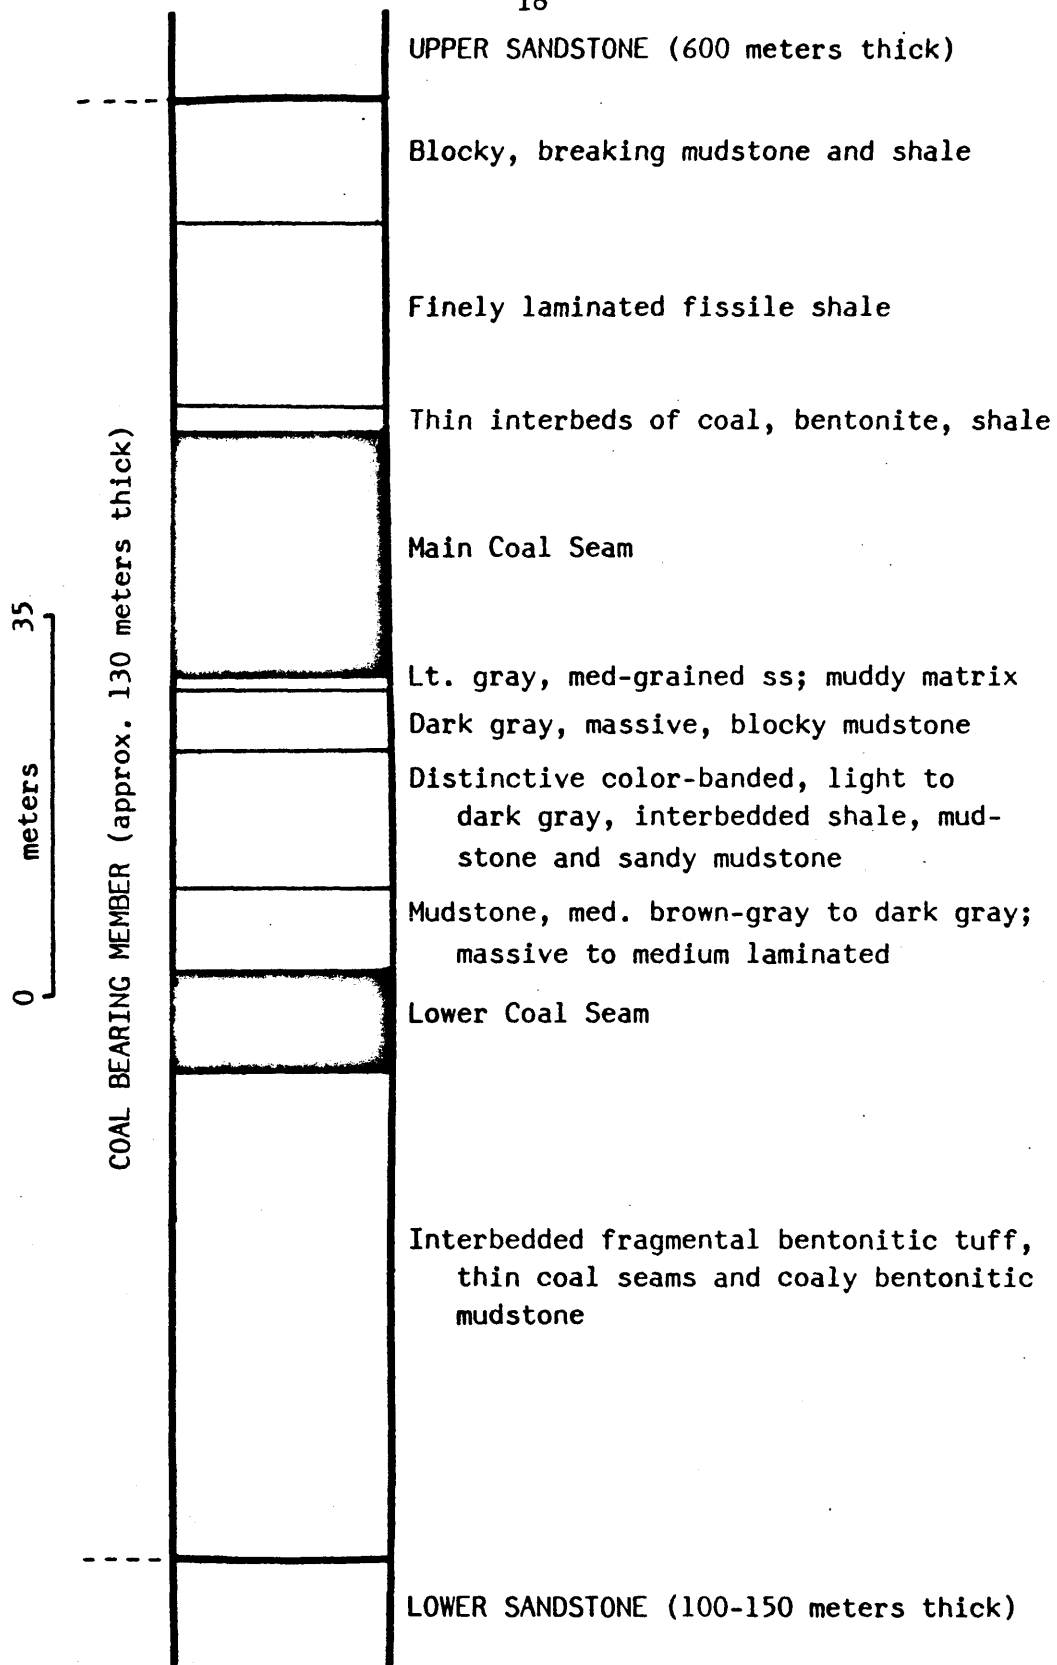 UPPER SANDSTONE (600 meters thick)
Blocky, breaking mudstone and shale
Finely laminated fissile shale
Thin interbeds of coal, bentonite, shale
Main Coal Seam
Lt. gray, med-grained ss; muddy matrix
Dark gray, massive, blocky mudstone
Distinctive color-banded, light to
dark gray, interbedded shale, mud-
stone and sandy mudstone
Mudstone, med. brown-gray to dark gray;
massive to medium laminated
Lower Coal Seam
Interbedded fragmental bentonitic tuff,
thin coal seams and coaly bentonitic
mudstone
LOWER SANDSTONE (100-150 meters thick)
COAL BEARING MEMBER (approx. 130 meters thick)
0 meters 35